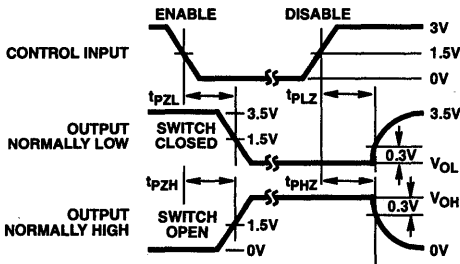 ENABLE DISABLE
3V
CONTROL INPUT 1.5V
0V
tPZL tPLZ
3.5V 3.5V
OUTPUT NORMALLY LOW
SWITCH CLOSED
1.5V
0.3V
VOL
tPZH tPHZ
VOH
0.3V
OUTPUT NORMALLY HIGH
SWITCH OPEN
1.5V
0V 0V